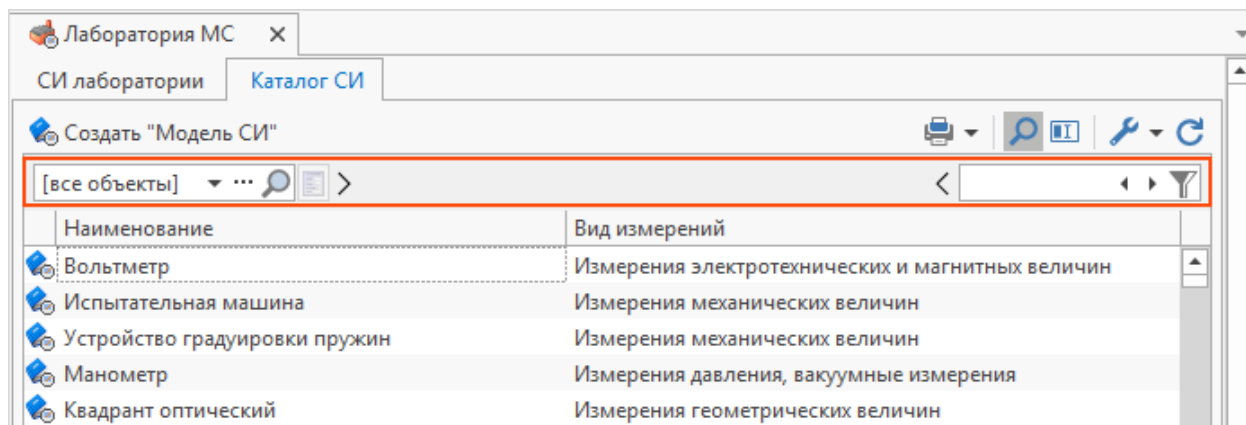 Лаборатория МС
СИ лаборатории Каталог СИ
Создать "Модель СИ"
[все объекты]
Наименование Вид измерений
Вольтметр Измерения электротехнических и магнитных величин
Испытательная машина Измерения механических величин
Устройство градуировки пружин Измерения механических величин
Манометр Измерения давления, вакуумные измерения
Квадрант оптический Измерения геометрических величин